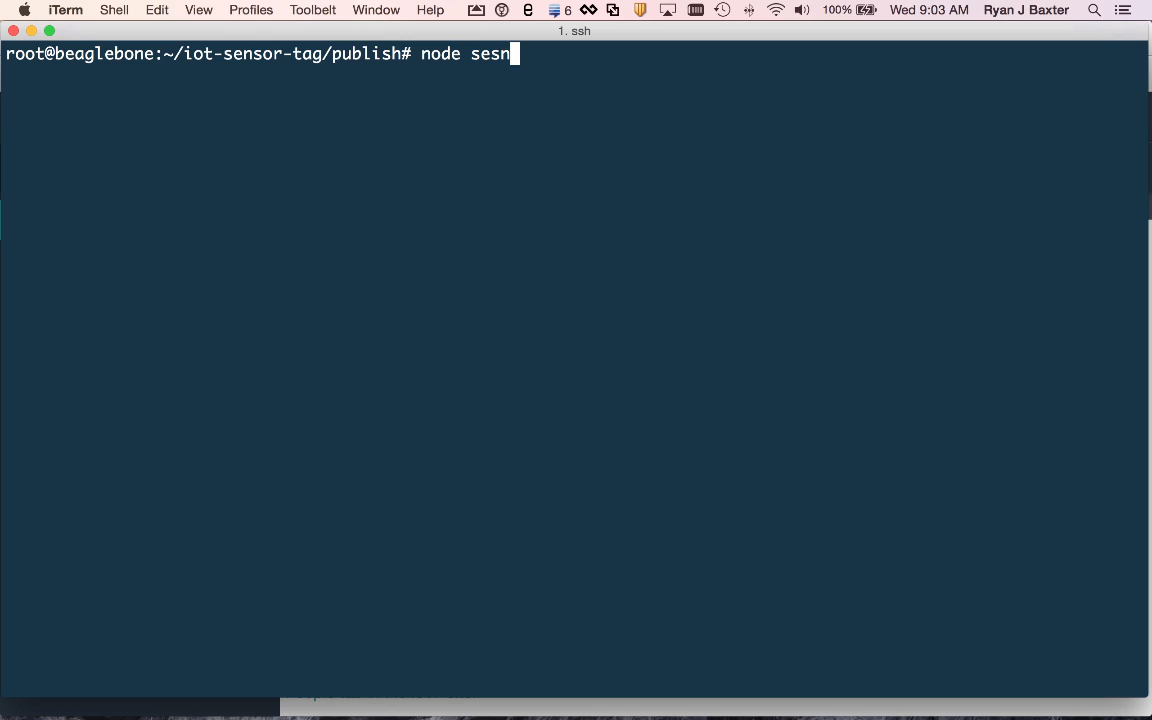 iTerm Shell Edit View Profiles Toolbelt Window Help 6 100% Wed 9:03 AM Ryan J Baxter
1. ssh
root@beaglebone:~/iot-sensor-tag/publish# node sesn